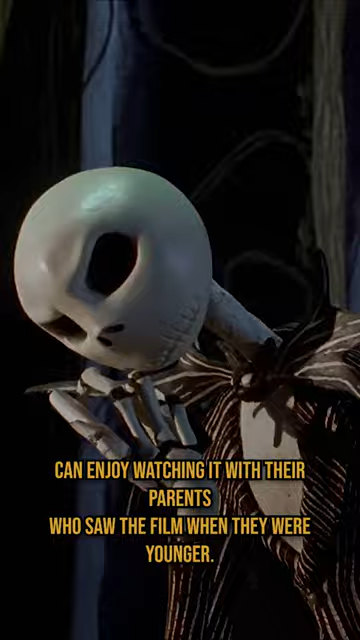 CAN ENJOY WATCHING IT WITH THEIR
PARENTS
WHO SAW THE FILM WHEN THEY WERE
YOUNGER.